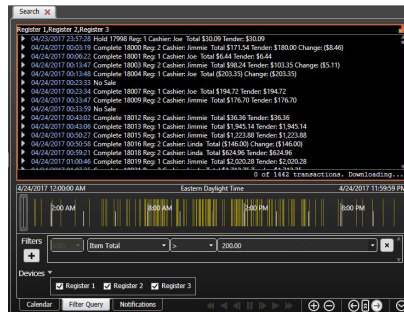 Search
Register 1,Register 2,Register 3
04/23/2017 23:57:28 Hold 17998 Reg: 1 Cashier: Joe Total $30.09 Tender: $30.09
04/24/2017 00:03:19 Complete 18000 Reg: 2 Cashier: Jimmie Total $171.54 Tender: $180.00 Change: ($8.46)
04/24/2017 00:06:22 Complete 18001 Reg: 1 Cashier: Joe Total $6.44 Tender: $6.44
04/24/2017 00:13:47 Complete 18003 Reg: 2 Cashier: Jimmie Total $98.24 Tender: $103.35 Change: ($5.11)
04/24/2017 00:13:48 Complete 18004 Reg: 1 Cashier: Joe Total ($203.35) Change: ($203.35)
04/24/2017 00:23:33 No Sale
04/24/2017 00:23:34 Complete 18007 Reg: 1 Cashier: Joe Total $194.72 Tender: $194.72
04/24/2017 00:33:47 Complete 18009 Reg: 2 Cashier: Jimmie Total $176.70 Tender: $176.70
04/24/2017 00:33:59 No Sale
04/24/2017 00:43:02 Complete 18012 Reg: 2 Cashier: Jimmie Total $36.36 Tender: $36.36
04/24/2017 00:43:06 Complete 18013 Reg: 1 Cashier: Jimmie Total $1,945.14 Tender: $1,945.14
04/24/2017 00:50:27 Complete 18015 Reg: 1 Cashier: Jimmie Total $1,223.88 Tender: $1,223.88
04/24/2017 00:50:58 Complete 18016 Reg: 2 Cashier: Linda Total ($146.00) Change: ($146.00)
04/24/2017 00:59:21 Complete 18018 Reg: 2 Cashier: Linda Total $624.96 Tender: $624.96
04/24/2017 01:00:46 Complete 18019 Reg: 1 Cashier: Jimmie Total $2,020.28 Tender: $2,020.28
0 of 1442 transactions. Downloading...
4/24/2017 12:00:00 AM Eastern Daylight Time 4/24/2017 11:59:59 PM
2:00 AM 8:00 AM 2:00 PM 8:00 PM
Filters
Item Total > 200.00
Devices
Register 1 Register 2 Register 3
Calendar Filter Query Notifications